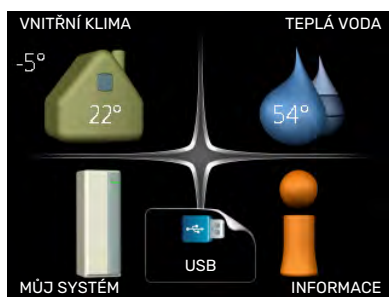 VNITŘNÍ KLIMA
TEPLÁ VODA
-5°
22°
54°
USB
MŮJ SYSTÉM
INFORMACE